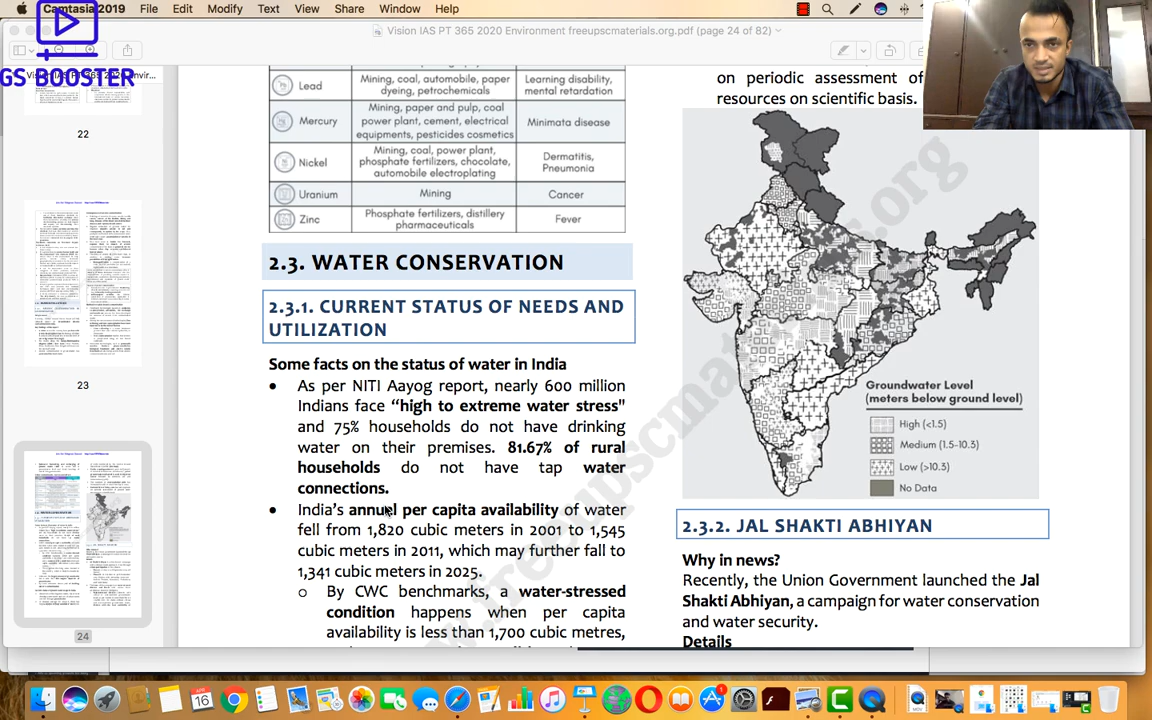 Camtasia 2019 File Edit Modify Text View Share Window Help
Vision IAS PT 365 2020 Environment freeupscmaterials.org.pdf (page 24 of 82)
GS BOOSTER
22
23
24
Lead
Mining, coal, automobile, paper
dyeing, petrochemicals
Learning disability,
mental retardation
Mercury
Mining, paper and pulp, coal
power plant, cement, electrical
equipments, pesticides cosmetics
Minimata disease
Nickel
Mining, coal, power plant,
phosphate fertilizers, chocolate,
automobile electroplating
Dermatitis,
Pneumonia
Uranium
Mining
Cancer
Zinc
Phosphate fertilizers, distillery
pharmaceuticals
Fever
2.3. WATER CONSERVATION
2.3.1. CURRENT STATUS OF NEEDS AND
UTILIZATION
Some facts on the status of water in India
• As per NITI Aayog report, nearly 600 million
Indians face “high to extreme water stress"
and 75% households do not have drinking
water on their premises. 81.67% of rural
households do not have tap water
connections.
• India’s annual per capita availability of water
fell from 1,820 cubic meters in 2001 to 1,545
cubic meters in 2011, which may further fall to
1,341 cubic meters in 2025
o By CWC benchmarks, a water-stressed
condition happens when per capita
availability is less than 1,700 cubic metres,
on periodic assessment of
resources on scientific basis.
Groundwater Level
(meters below ground level)
High (<1.5)
Medium (1.5-10.3)
Low (>10.3)
No Data
2.3.2. JAL SHAKTI ABHIYAN
Why in news?
Recently, the Union Government launched the Jal
Shakti Abhiyan, a campaign for water conservation
and water security.
Details